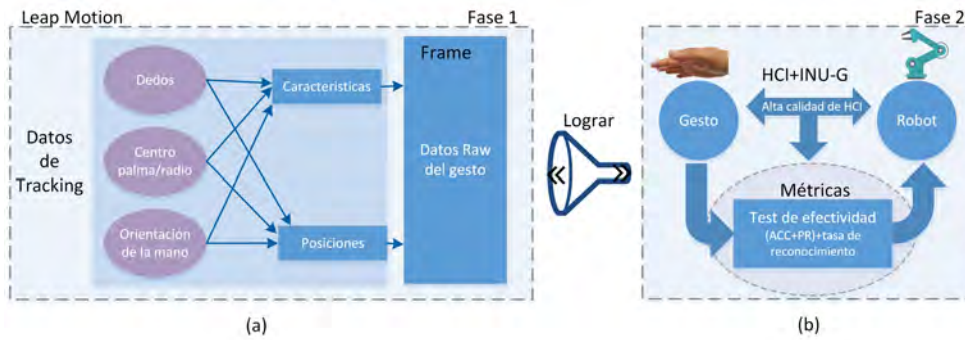 Leap Motion
Fase 1
Datos
de
Tracking
Dedos
Centro
palma/radio
Orientación
de la mano
Características
Posiciones
Frame
Datos Raw
del gesto
(a)
Lograr
Fase 2
HCI+INU-G
Gesto
Alta calidad de HCI
Robot
Métricas
Test de efectividad
(ACC+PR)+tasa de
reconocimiento
(b)